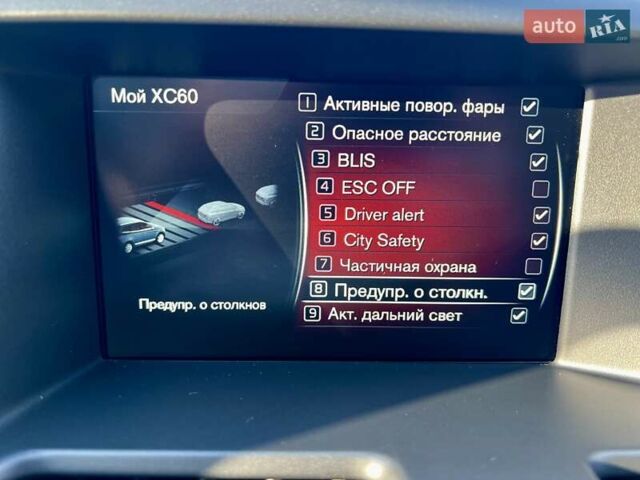 auto RIA .com
Мой XC60
1 Активные повор. фары
2 Опасное расстояние
3 BLIS
4 ESC OFF
5 Driver alert
6 City Safety
7 Частичная охрана
8 Предупр. о столкн.
9 Акт. дальний свет
Предупр. о столкнов